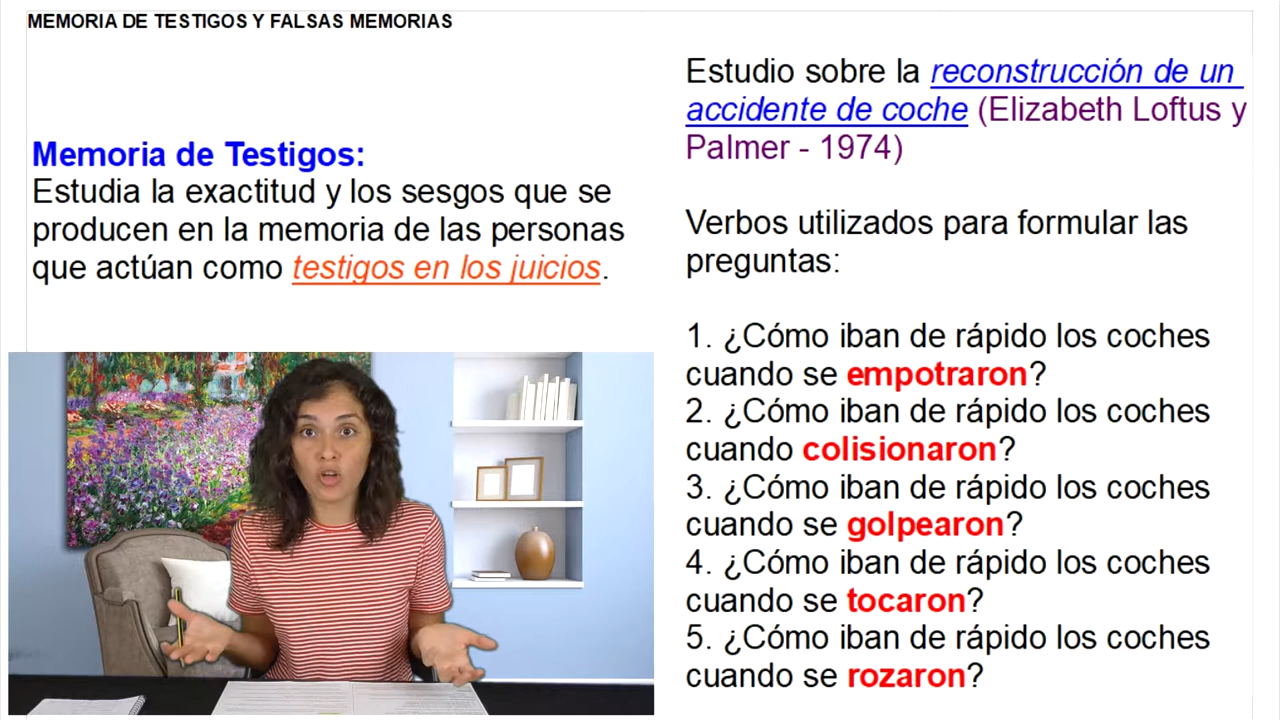 MEMORIA DE TESTIGOS Y FALSAS MEMORIAS
Memoria de Testigos:
Estudia la exactitud y los sesgos que se
producen en la memoria de las personas
que actúan como testigos en los juicios.
Estudio sobre la reconstrucción de un
accidente de coche (Elizabeth Loftus y
Palmer - 1974)
Verbos utilizados para formular las
preguntas:
1. ¿Cómo iban de rápido los coches
cuando se empotraron?
2. ¿Cómo iban de rápido los coches
cuando colisionaron?
3. ¿Cómo iban de rápido los coches
cuando se golpearon?
4. ¿Cómo iban de rápido los coches
cuando se tocaron?
5. ¿Cómo iban de rápido los coches
cuando se rozaron?